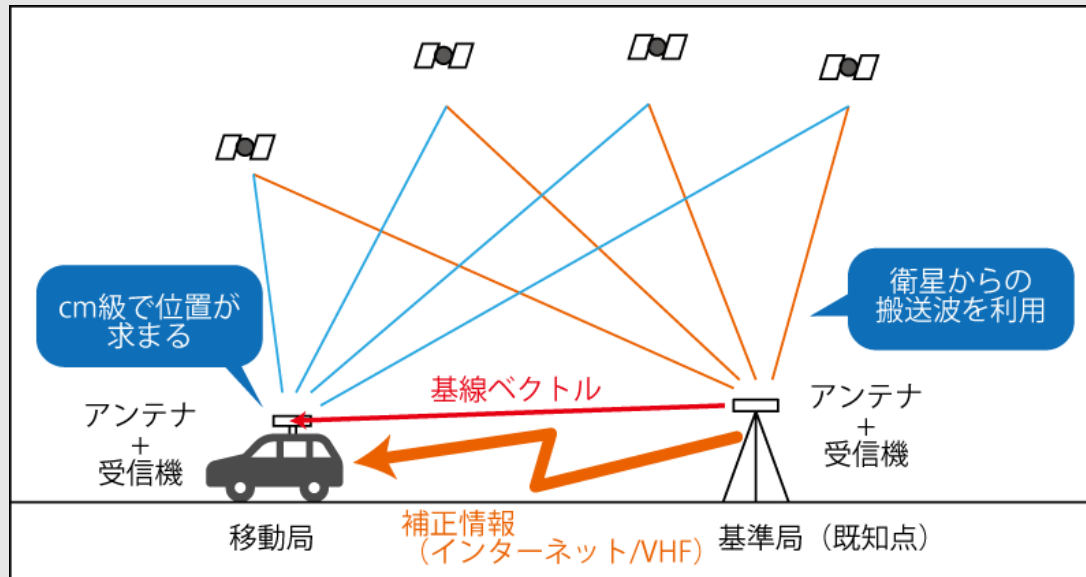 cm級で位置が
求まる
衛星からの
搬送波を利用
基線ベクトル
アンテナ
+
受信機
アンテナ
+
受信機
移動局
補正情報
（インターネット/VHF）
基準局（既知点）